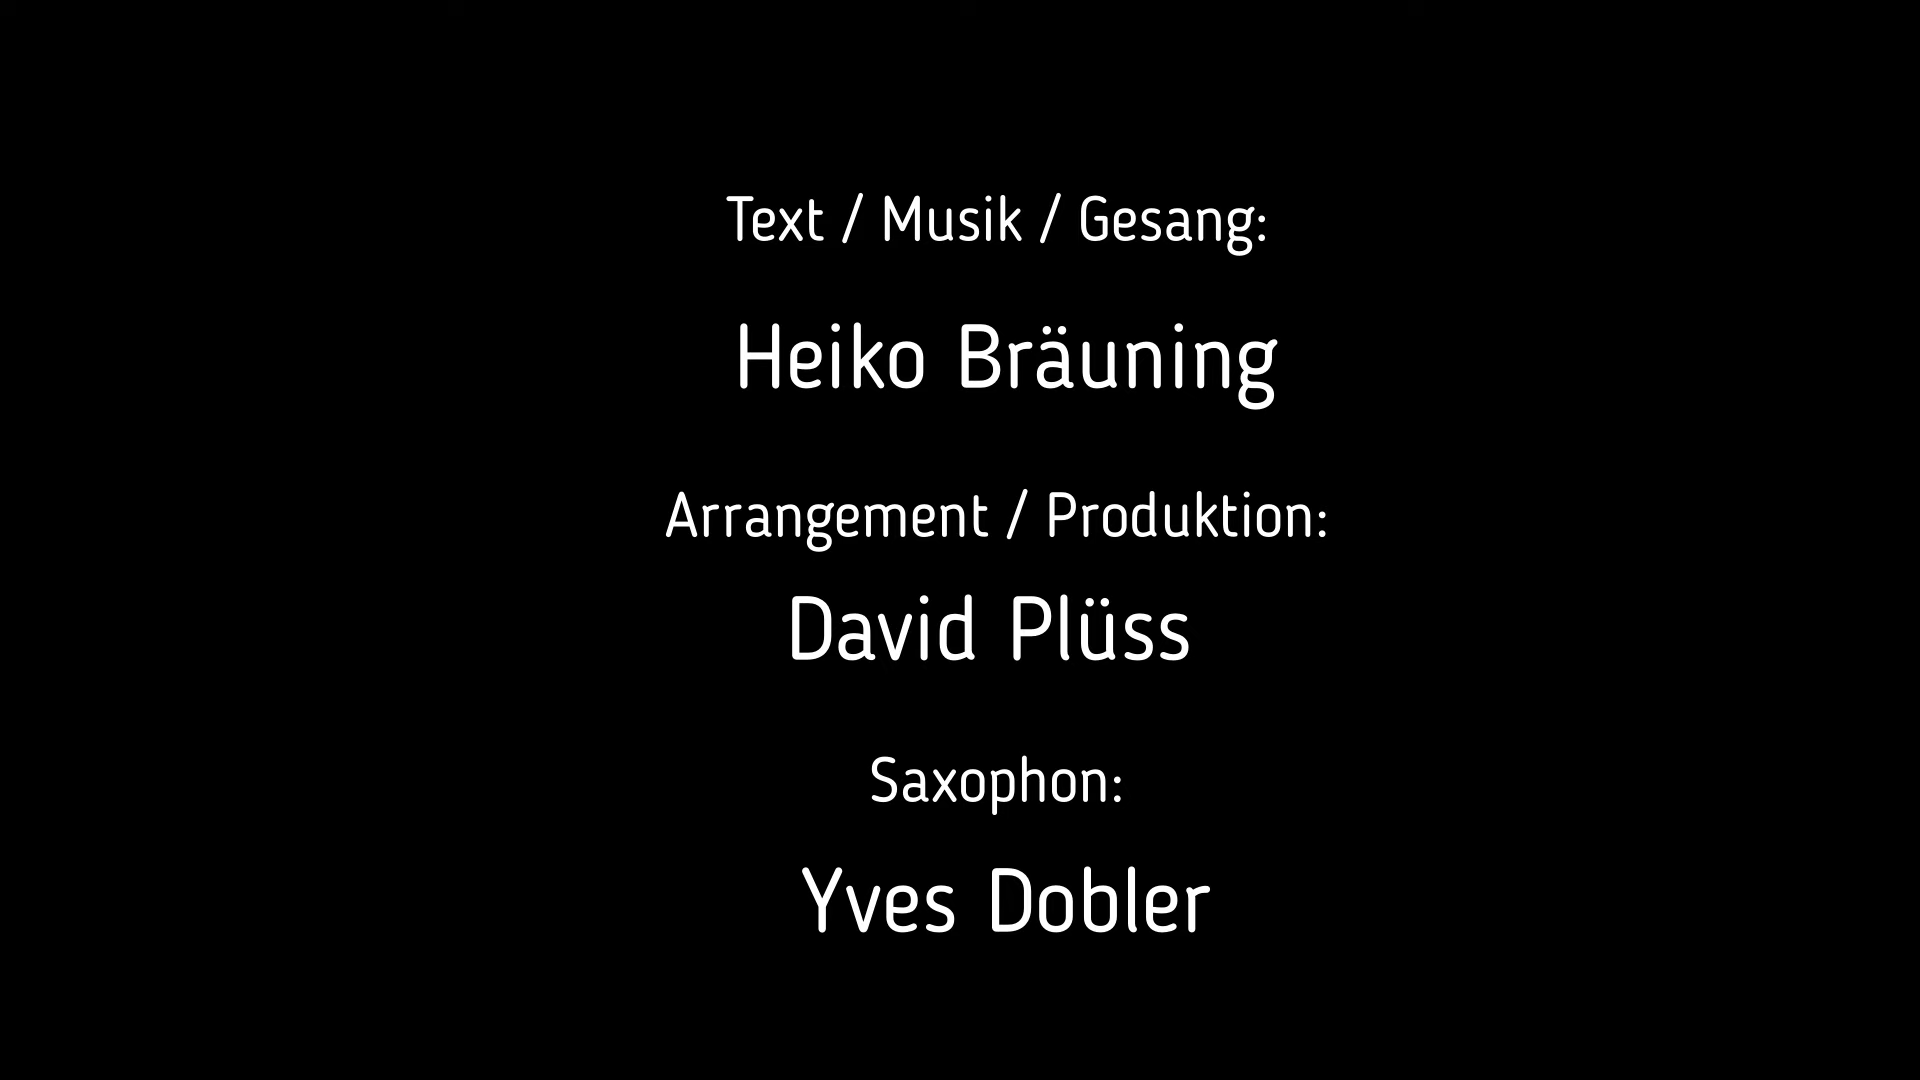 Text / Musik / Gesang:
Heiko Bräuning
Arrangement / Produktion:
David Plüss
Saxophon:
Yves Dobler